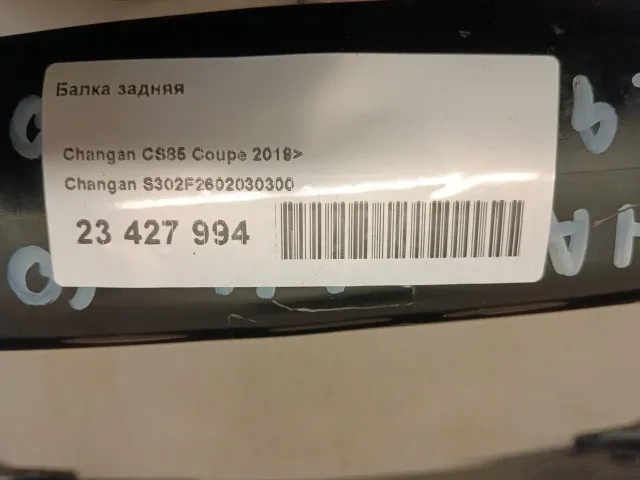 Балка задняя
Changan CS85 Coupe 2019>
Changan S302F2602030300
23 427 994